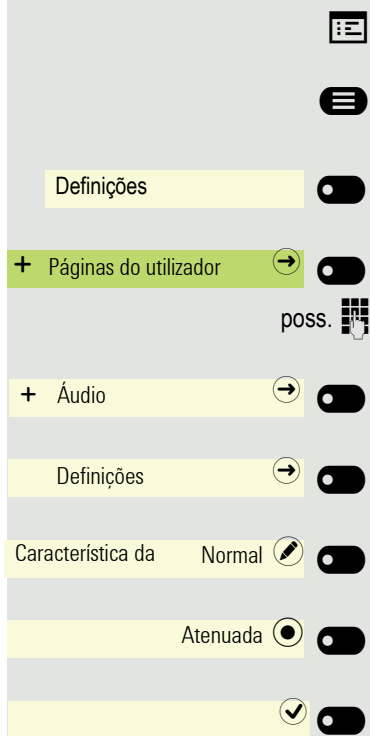 Definições
+ Páginas do utilizador
poss.
+ Áudio
Definições
Característica da Normal
Atenuada